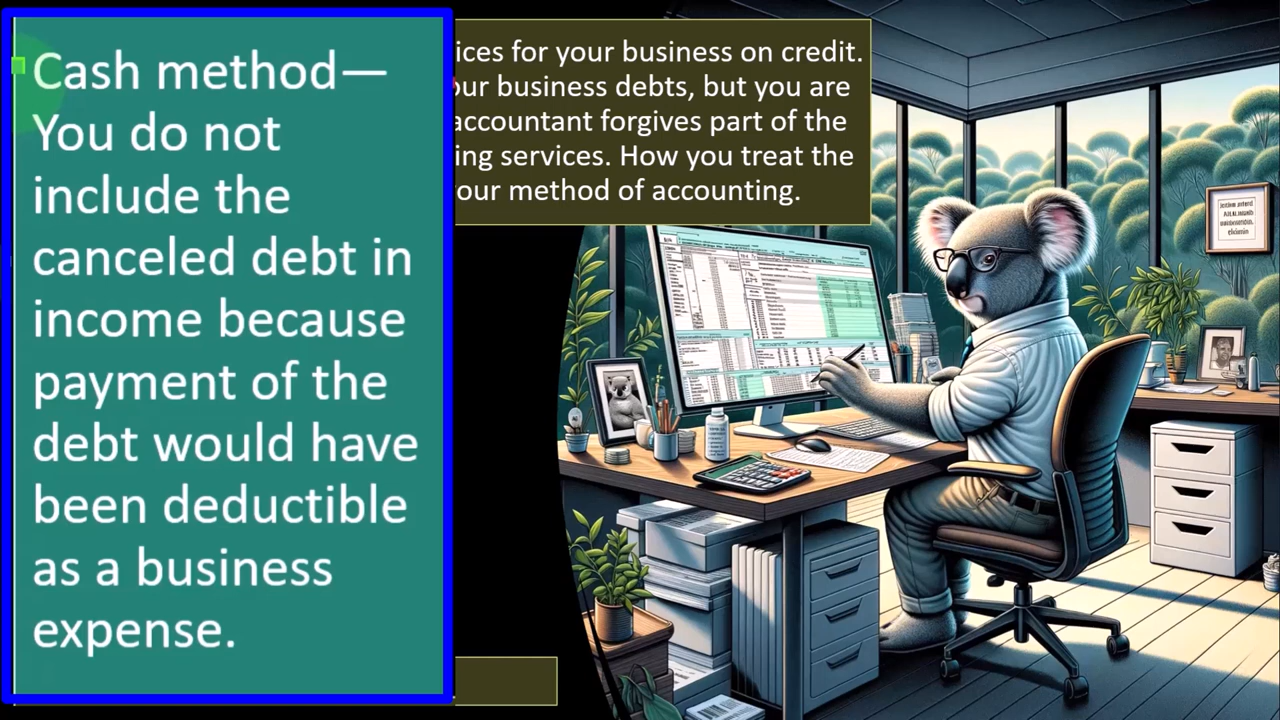 Cash method—
You do not
include the
canceled debt in
income because
payment of the
debt would have
been deductible
as a business
expense.
ices for your business on credit.
our business debts, but you are
accountant forgives part of the
ing services. How you treat the
our method of accounting.